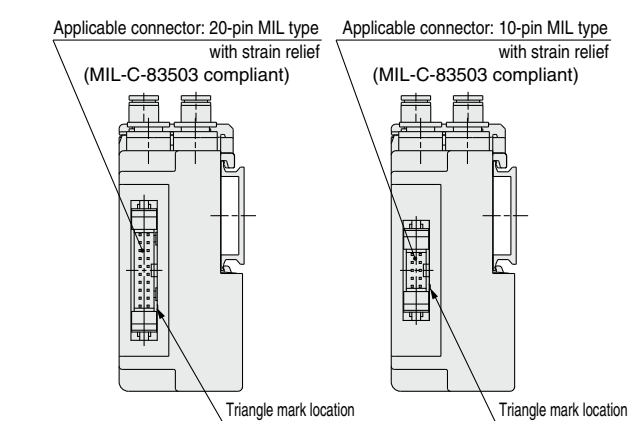 Applicable connector: 20-pin MIL type
with strain relief
(MIL-C-83503 compliant)
Applicable connector: 10-pin MIL type
with strain relief
(MIL-C-83503 compliant)
Triangle mark location
Triangle mark location